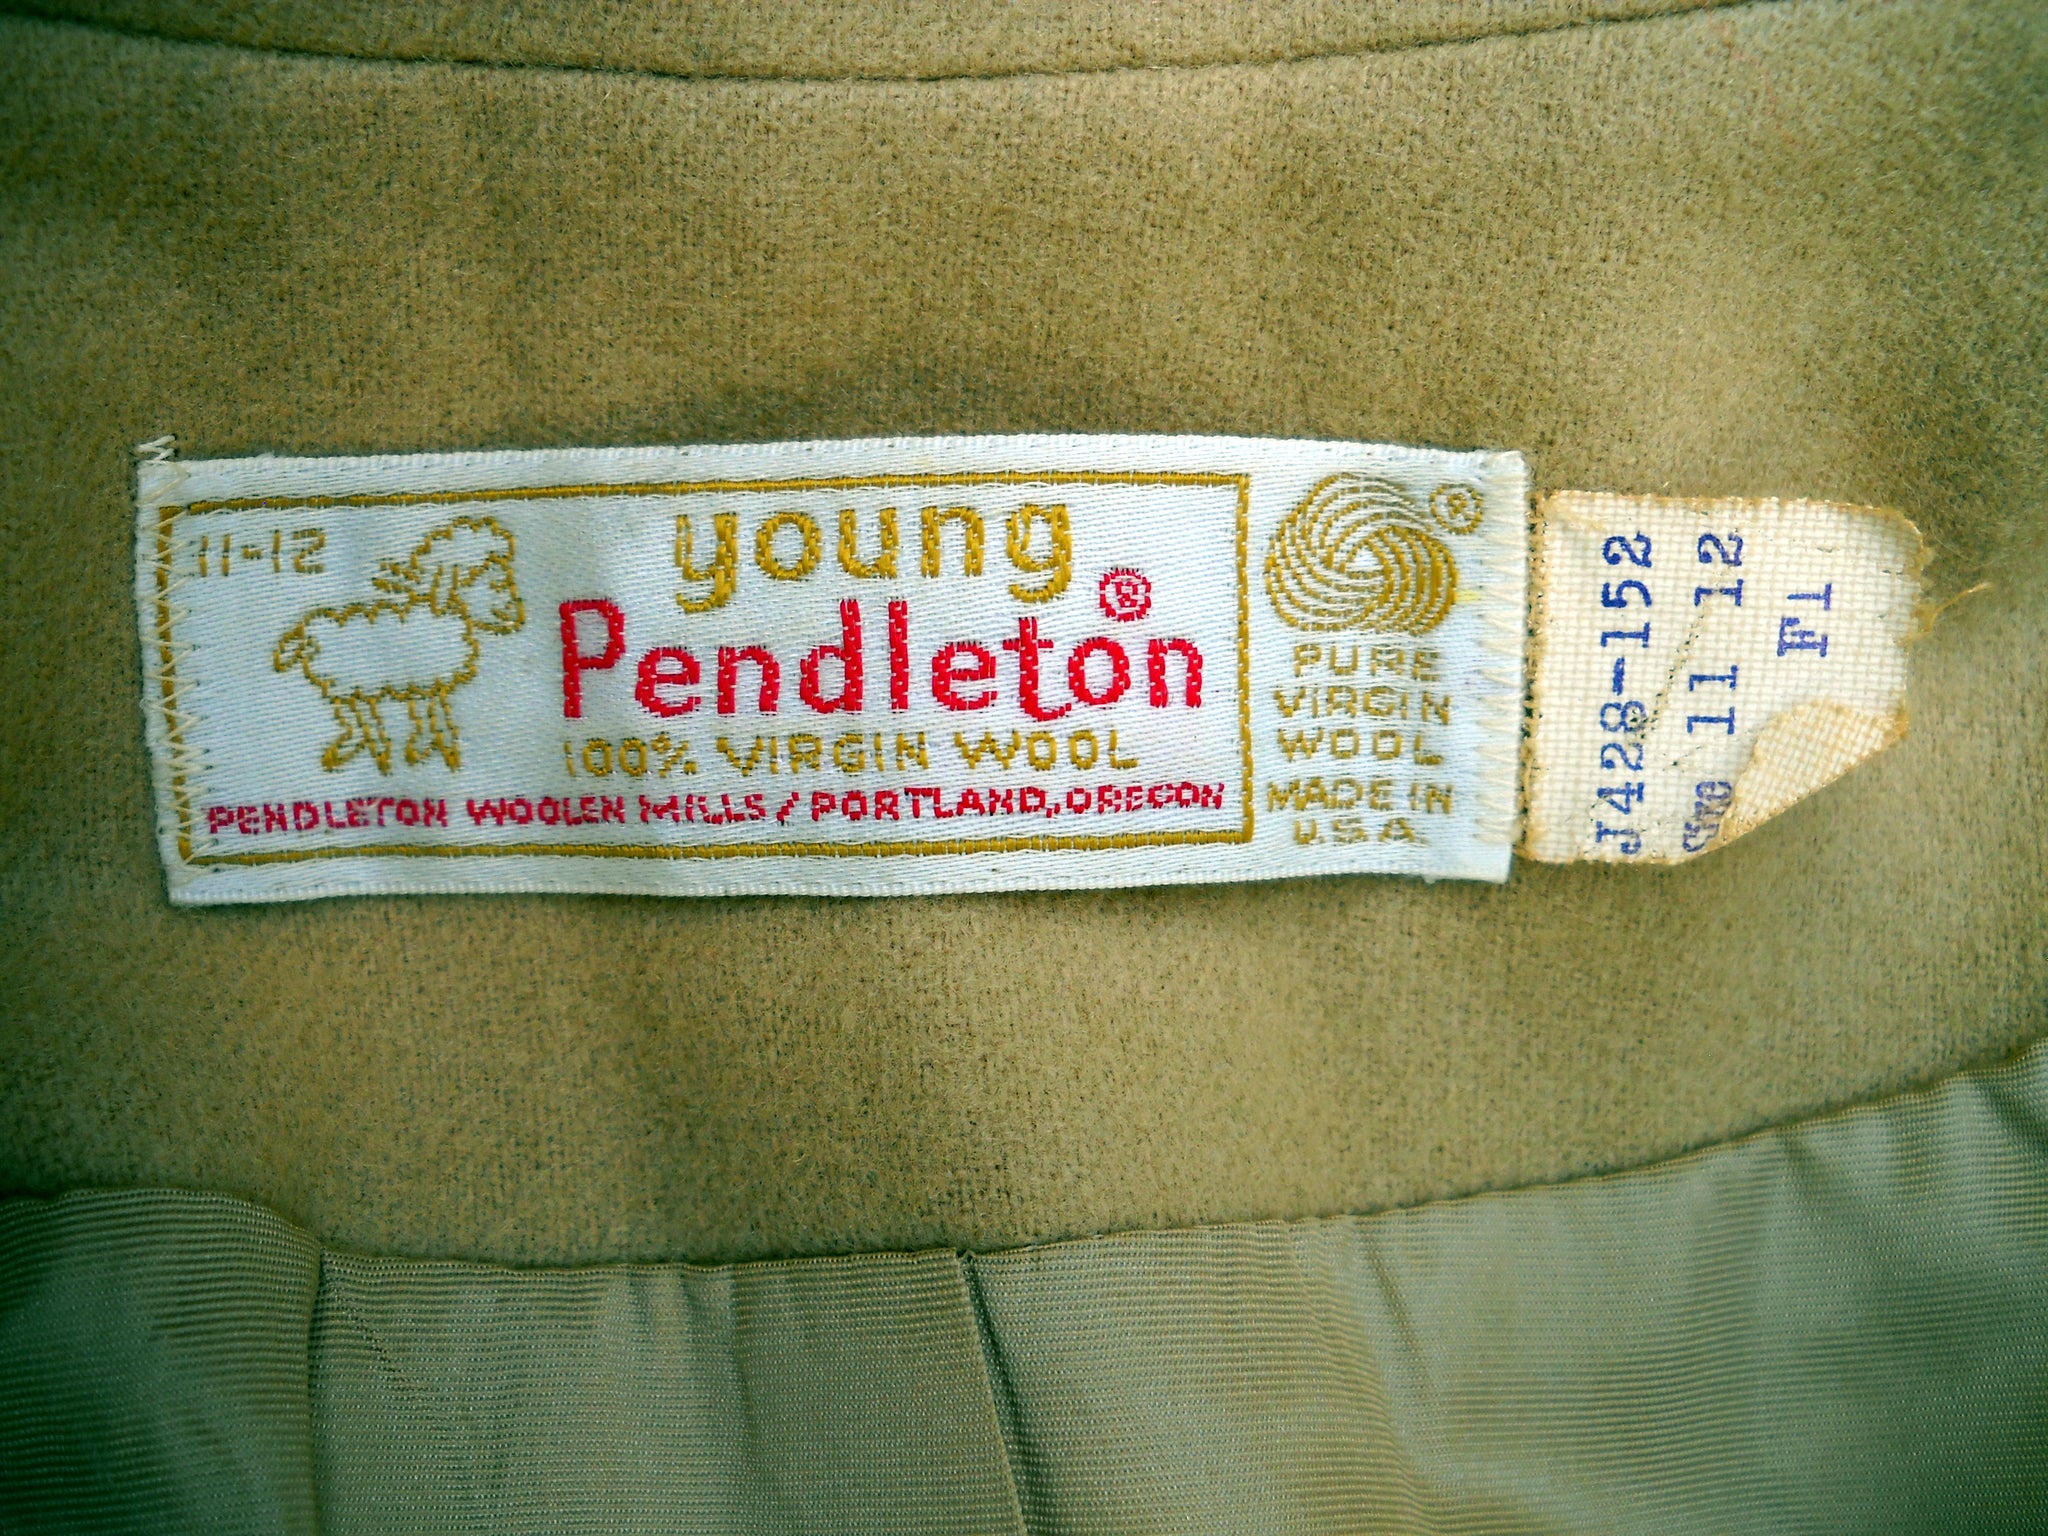 11-12
young
Pendleton®
100% VIRGIN WOOL
PENDLETON WOOLEN MILLS / PORTLAND, OREGON
®
PURE
VIRGIN
WOOL
MADE IN
U.S.A.
J428-152
11 12
F1